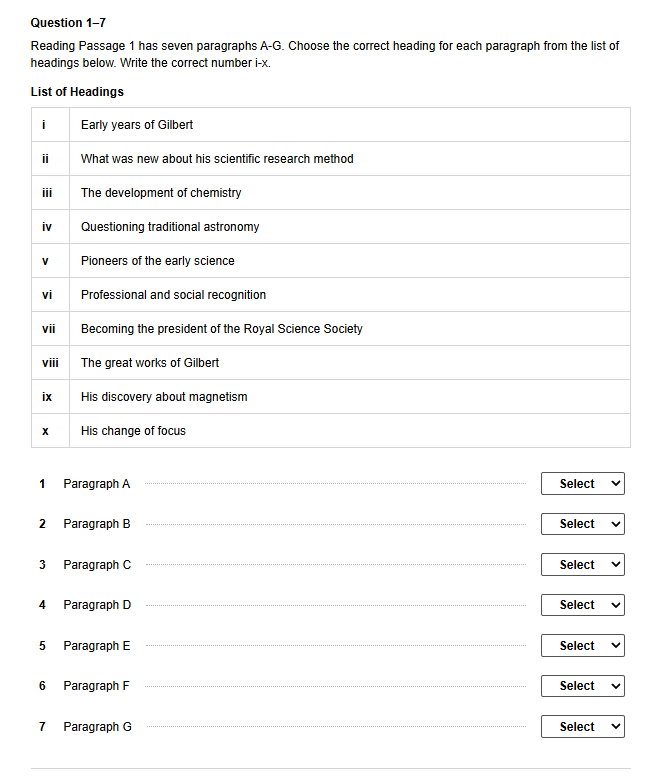 Question 1–7
Reading Passage 1 has seven paragraphs A-G. Choose the correct heading for each paragraph from the list of
headings below. Write the correct number i-x.
List of Headings
i Early years of Gilbert
ii What was new about his scientific research method
iii The development of chemistry
iv Questioning traditional astronomy
v Pioneers of the early science
vi Professional and social recognition
vii Becoming the president of the Royal Science Society
viii The great works of Gilbert
ix His discovery about magnetism
x His change of focus
1 Paragraph A Select
2 Paragraph B Select
3 Paragraph C Select
4 Paragraph D Select
5 Paragraph E Select
6 Paragraph F Select
7 Paragraph G Select